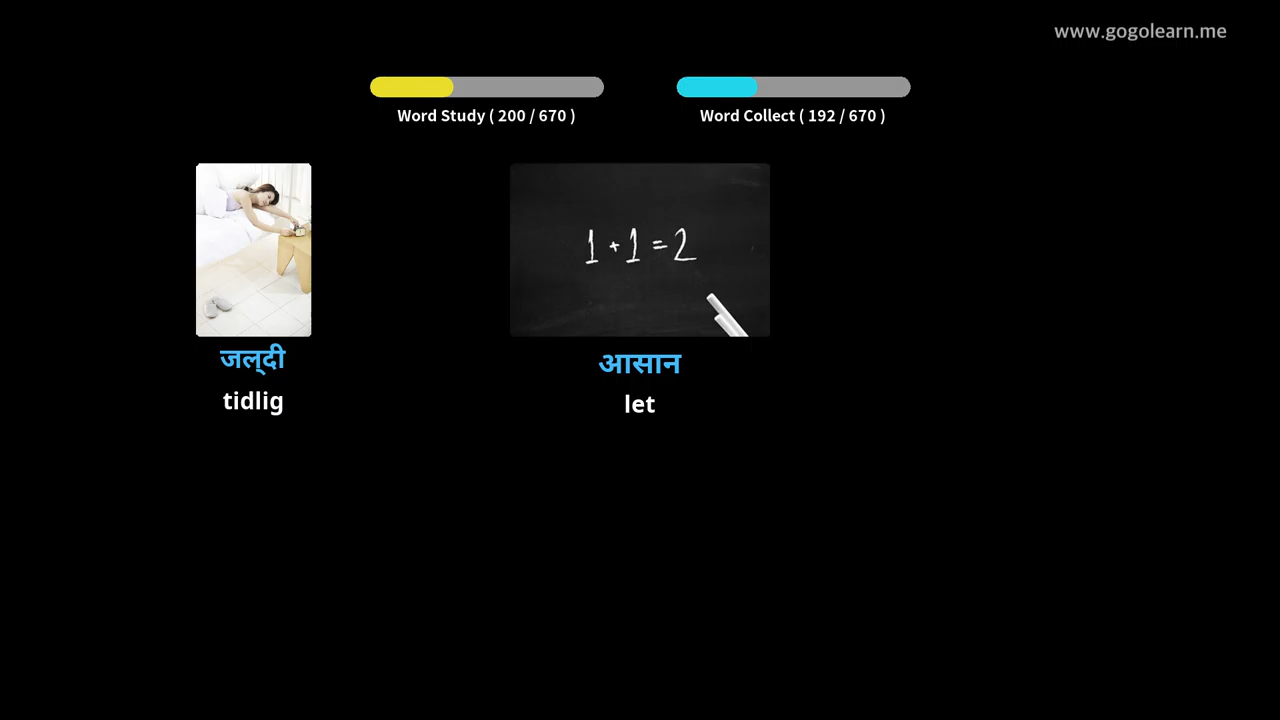 www.gogolearn.me
Word Study ( 200 / 670 )
Word Collect ( 192 / 670 )
1 + 1 = 2
जल्‌दी
tidlig
आसान
let